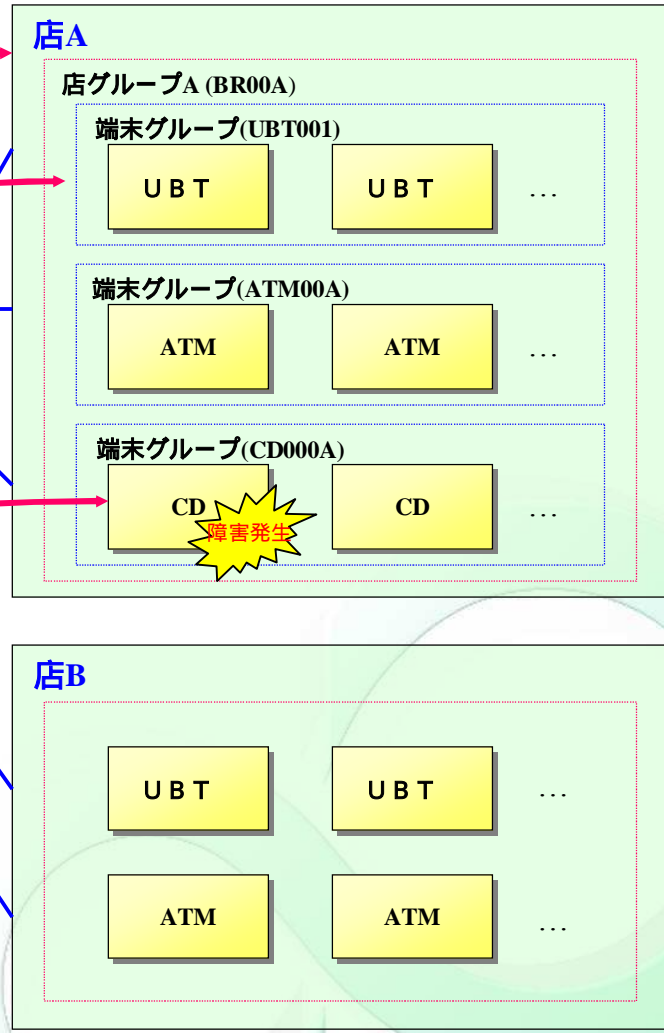 店A
店グループA (BR00A)
端末グループ(UBT001)
ＵＢＴ ＵＢＴ ...
端末グループ(ATM00A)
ATM ATM ...
端末グループ(CD000A)
CD CD ...
障害発生
店B
ＵＢＴ ＵＢＴ ...
ATM ATM ...